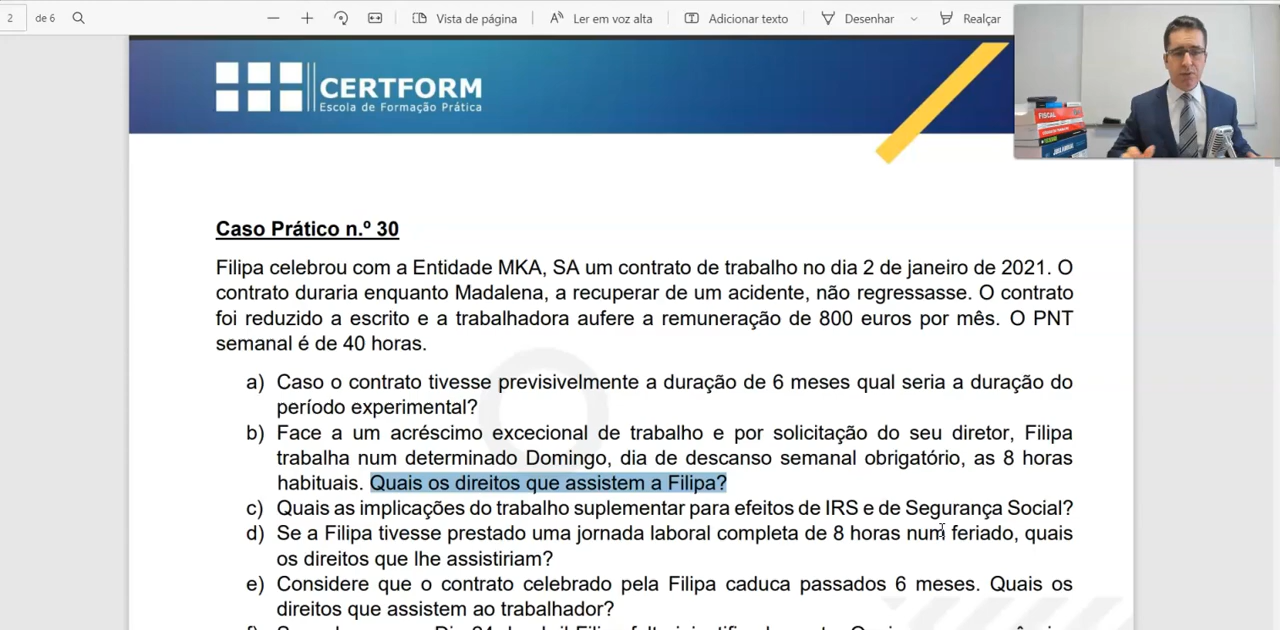 2 de 6 Vista de página Ler em voz alta Adicionar texto Desenhar Realçar
CERTFORM
Escola de Formação Prática
FISCAL
Caso Prático n.º 30
Filipa celebrou com a Entidade MKA, SA um contrato de trabalho no dia 2 de janeiro de 2021. O
contrato duraria enquanto Madalena, a recuperar de um acidente, não regressasse. O contrato
foi reduzido a escrito e a trabalhadora aufere a remuneração de 800 euros por mês. O PNT
semanal é de 40 horas.
a) Caso o contrato tivesse previsivelmente a duração de 6 meses qual seria a duração do
período experimental?
b) Face a um acréscimo excecional de trabalho e por solicitação do seu diretor, Filipa
trabalha num determinado Domingo, dia de descanso semanal obrigatório, as 8 horas
habituais. Quais os direitos que assistem a Filipa?
c) Quais as implicações do trabalho suplementar para efeitos de IRS e de Segurança Social?
d) Se a Filipa tivesse prestado uma jornada laboral completa de 8 horas num feriado, quais
os direitos que lhe assistiriam?
e) Considere que o contrato celebrado pela Filipa caduca passados 6 meses. Quais os
direitos que assistem ao trabalhador?